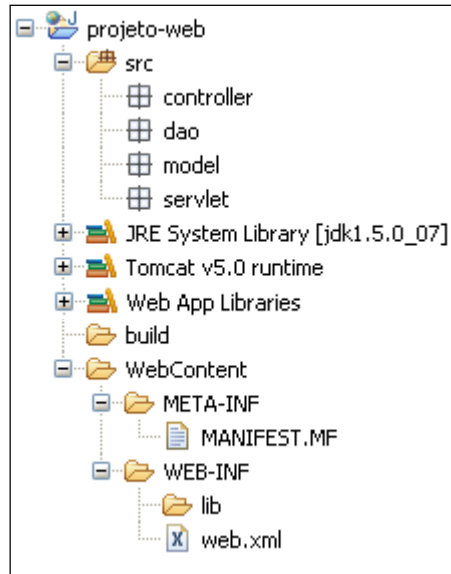 projeto-web
src
controller
dao
model
servlet
JRE System Library [jdk1.5.0_07]
Tomcat v5.0 runtime
Web App Libraries
build
WebContent
META-INF
MANIFEST.MF
WEB-INF
lib
web.xml